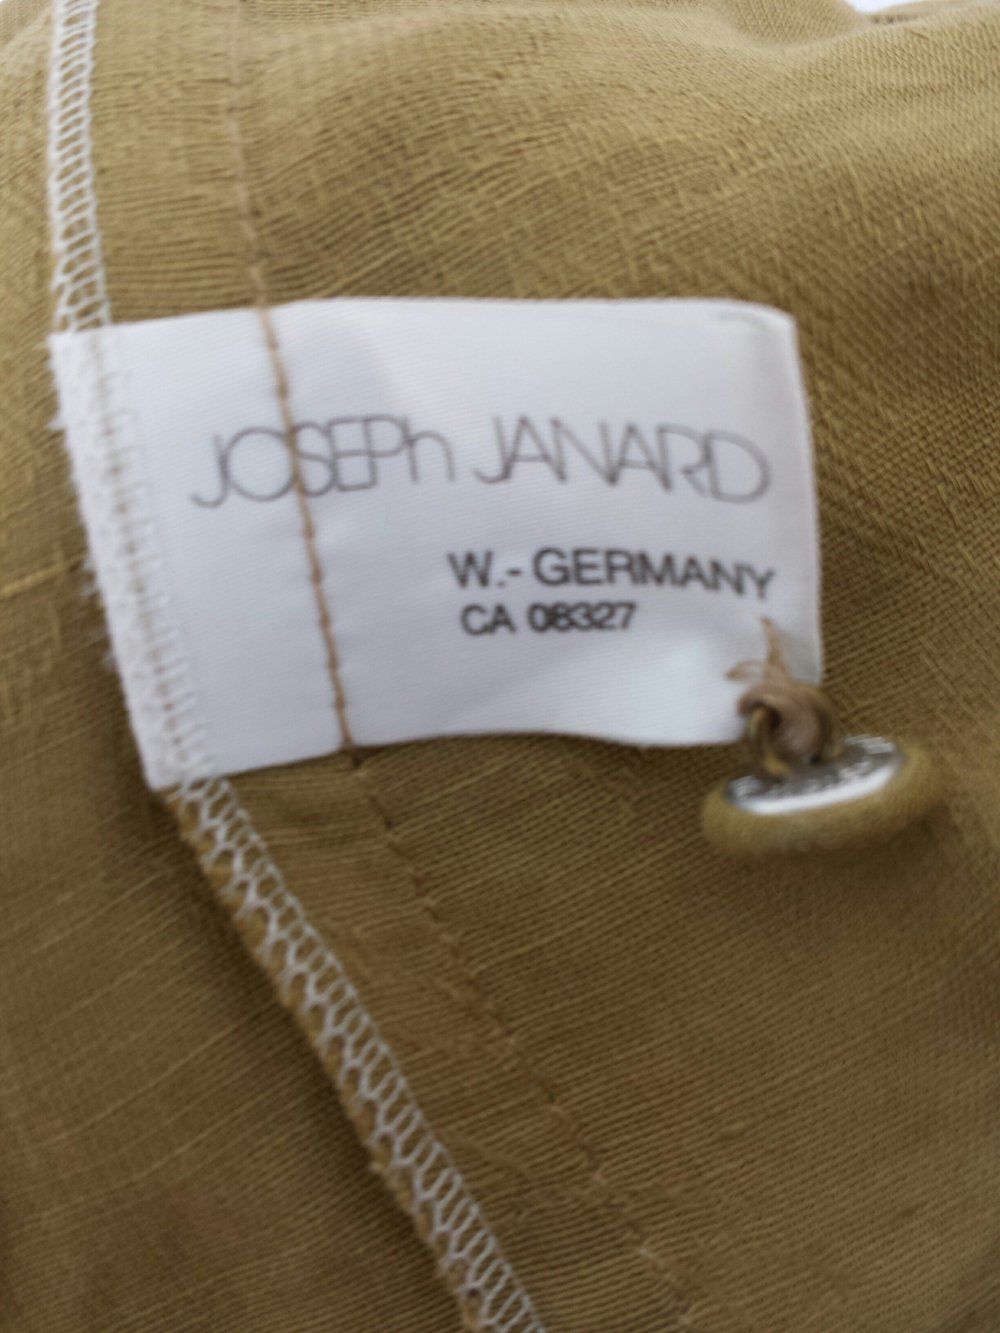 JOSEPh JANARD
W.- GERMANY
CA 08327